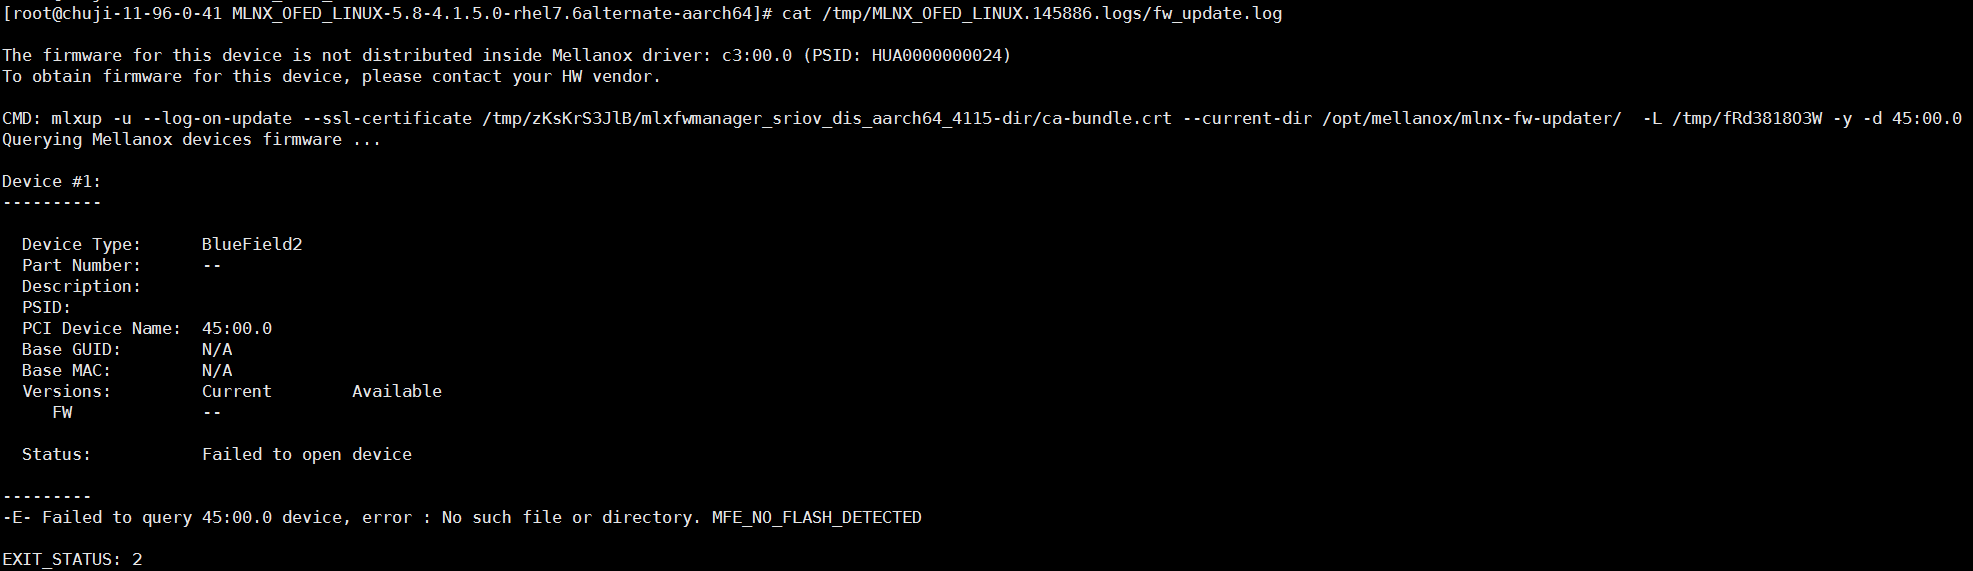 [root@chuji-11-96-0-41 MLNX_OFED_LINUX-5.8-4.1.5.0-rhel7.6alternate-aarch64]# cat /tmp/MLNX_OFED_LINUX.145886.logs/fw_update.log
The firmware for this device is not distributed inside Mellanox driver: c3:00.0 (PSID: HUA0000000024)
To obtain firmware for this device, please contact your HW vendor.
CMD: mlxup -u --log-on-update --ssl-certificate /tmp/zKsKrS3JlB/mlxfwmanager_sriov_dis_aarch64_4115-dir/ca-bundle.crt --current-dir /opt/mellanox/mlnx-fw-updater/  -L /tmp/fRd3818O3W -y -d 45:00.0
Querying Mellanox devices firmware ...
Device #1:
----------
  Device Type:      BlueField2
  Part Number:      --
  Description:
  PSID:
  PCI Device Name:  45:00.0
  Base GUID:        N/A
  Base MAC:         N/A
  Versions:         Current        Available
     FW             --
  Status:           Failed to open device
---------
-E- Failed to query 45:00.0 device, error : No such file or directory. MFE_NO_FLASH_DETECTED
EXIT_STATUS: 2